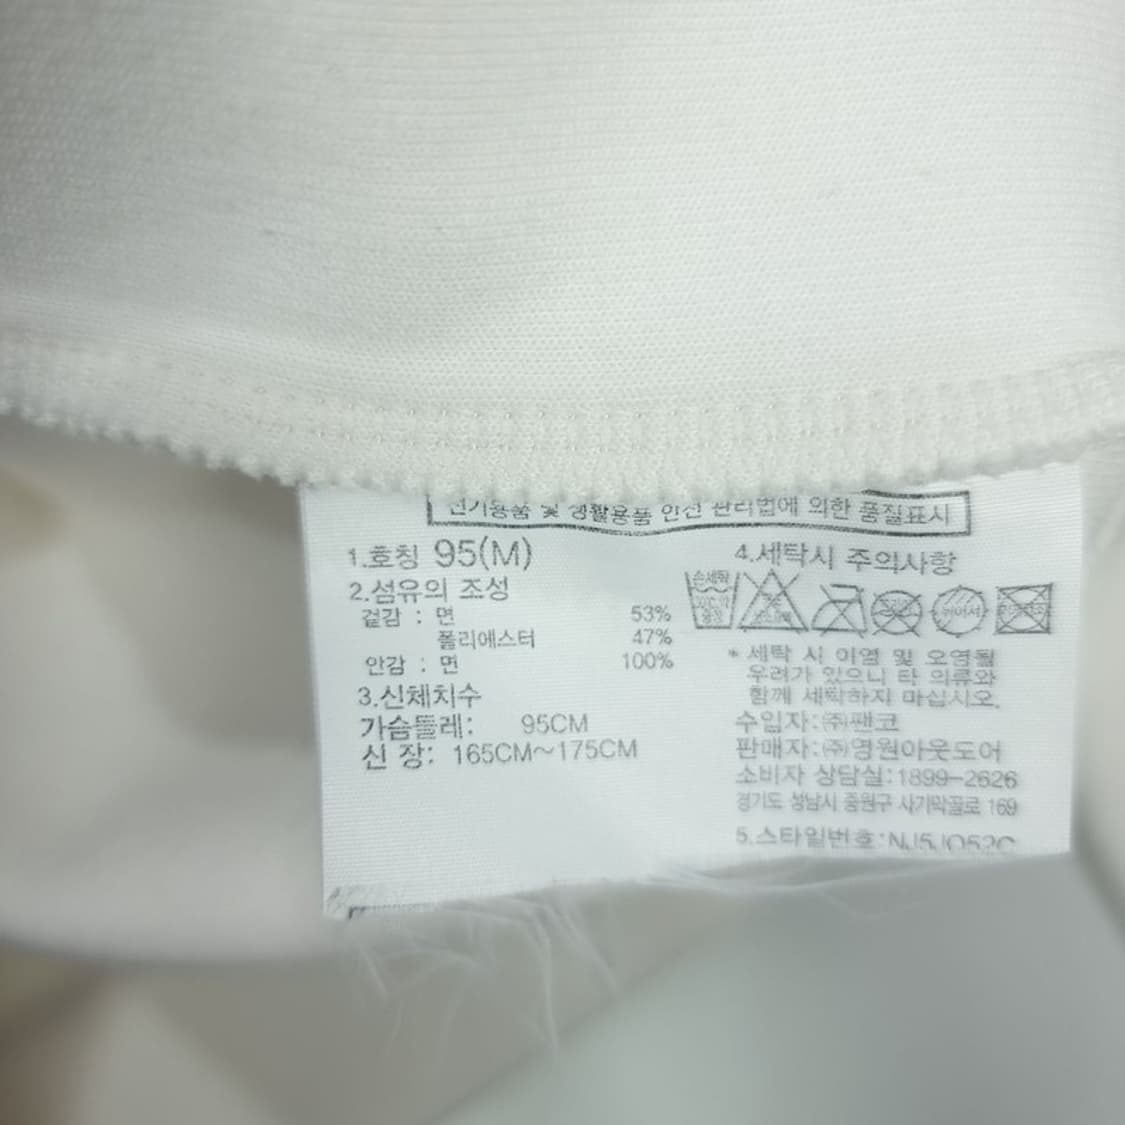 전기용품 및 생활용품 안전 관리법에 의한 품질표시
1.호칭 95(M)
2.섬유의 조성
겉감 : 면 53%
폴리에스터 47%
안감 : 면 100%
3.신체치수
가슴둘레: 95CM
신 장: 165CM~175CM
4.세탁시 주의사항
손세탁
* 세탁 시 이염 및 오염될
우려가 있으니 타 의류와
함께 세탁하지 마십시오.
수입자:㈜팬코
판매자:㈜영원아웃도어
소비자 상담실:1899-2626
경기도 성남시 중원구 사기막골로 169
5.스타일번호:NJ5JO52C